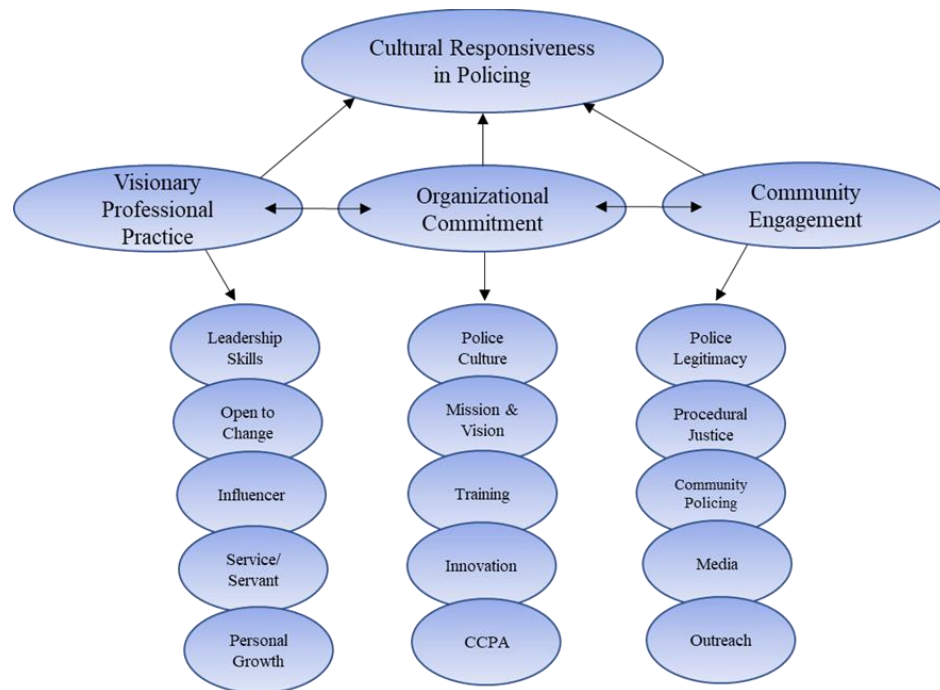 Cultural Responsiveness
in Policing
Visionary
Professional
Practice
Organizational
Commitment
Community
Engagement
Leadership
Skills
Open to
Change
Influencer
Service/
Servant
Personal
Growth
Police
Culture
Mission &
Vision
Training
Innovation
CCPA
Police
Legitimacy
Procedural
Justice
Community
Policing
Media
Outreach